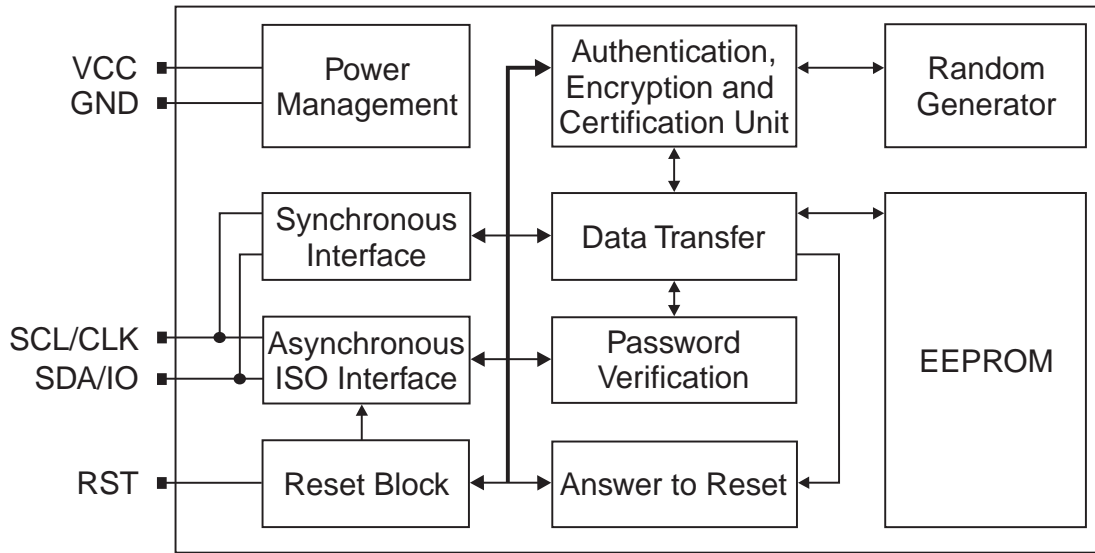 VCC
GND
Power
Management
Authentication,
Encryption and
Certification Unit
Random
Generator
Synchronous
Interface
Data Transfer
SCL/CLK
SDA/IO
Asynchronous
ISO Interface
Password
Verification
EEPROM
RST
Reset Block
Answer to Reset